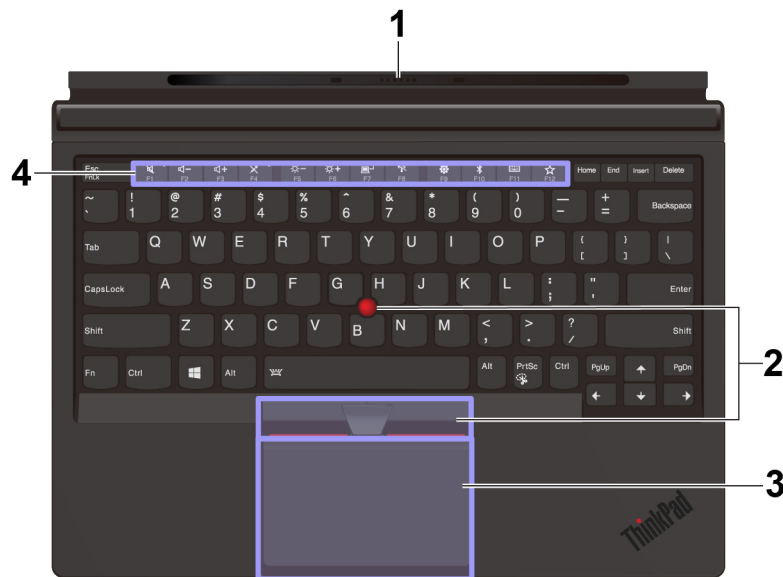 1
4
Esc F1 F2 F3 F4 F5 F6 F7 F8 F9 F10 F11 F12 Home End Insert Delete
FnLk
~ ! @ # $ % ^ & * ( ) — +
` 1 2 3 4 5 6 7 8 9 0 – = Backspace
Tab Q W E R T Y U I O P { } |
[ ] \
CapsLock A S D F G H J K L : " Enter
; '
Shift Z X C V B N M < > ? Shift
, . /
Fn Ctrl Alt Alt PrtSc Ctrl PgUp PgDn
2
3
ThinkPad